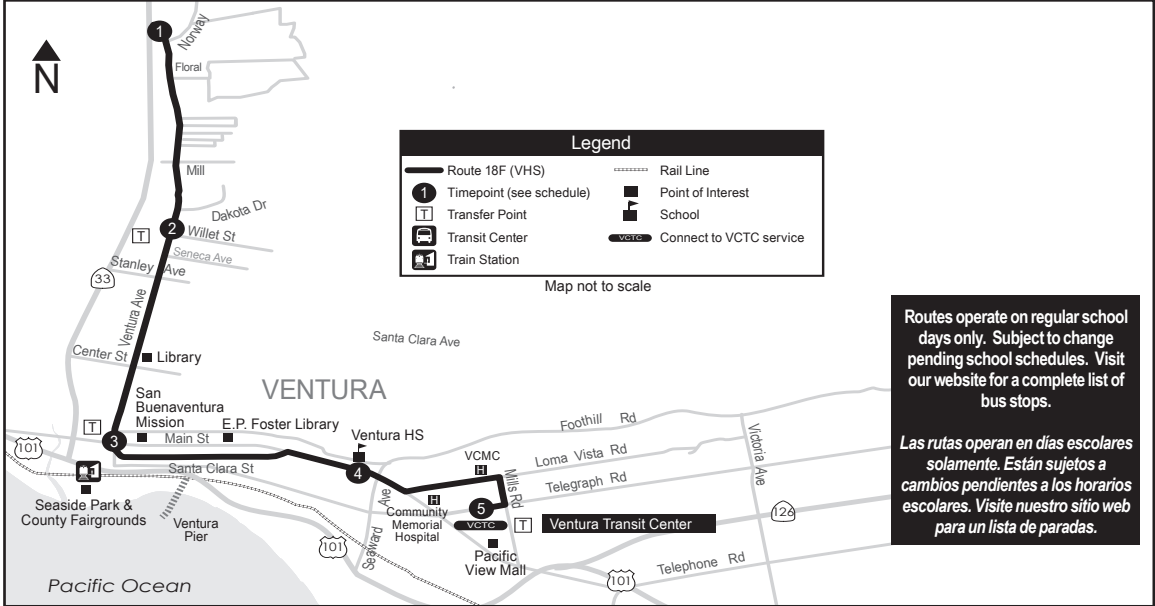 1
Norway
Floral
N
Mill
Dakota Dr
2
T
Willet St
Seneca Ave
Stanley Ave
33
Ventura Ave
Center St
Library
San
Buenaventura
Mission
VENTURA
Santa Clara Ave
E.P. Foster Library
T
3
Main St
Ventura HS
4
101
Santa Clara St
Seaside Park &
County Fairgrounds
Ventura
Pier
Pacific Ocean
101
Seaward Ave
H
Community
Memorial
Hospital
VCMC
H
Mills Rd
5
VCTC
T
Ventura Transit Center
Pacific
View Mall
Foothill Rd
Loma Vista Rd
Telegraph Rd
Victoria Ave
126
Telephone Rd
101
Legend
Route 18F (VHS)
1
Timepoint (see schedule)
T
Transfer Point
Transit Center
Train Station
Rail Line
Point of Interest
School
VCTC
Connect to VCTC service
Map not to scale
Routes operate on regular school
days only. Subject to change
pending school schedules. Visit
our website for a complete list of
bus stops.
Las rutas operan en días escolares
solamente. Están sujetos a
cambios pendientes a los horarios
escolares. Visite nuestro sitio web
para un lista de paradas.